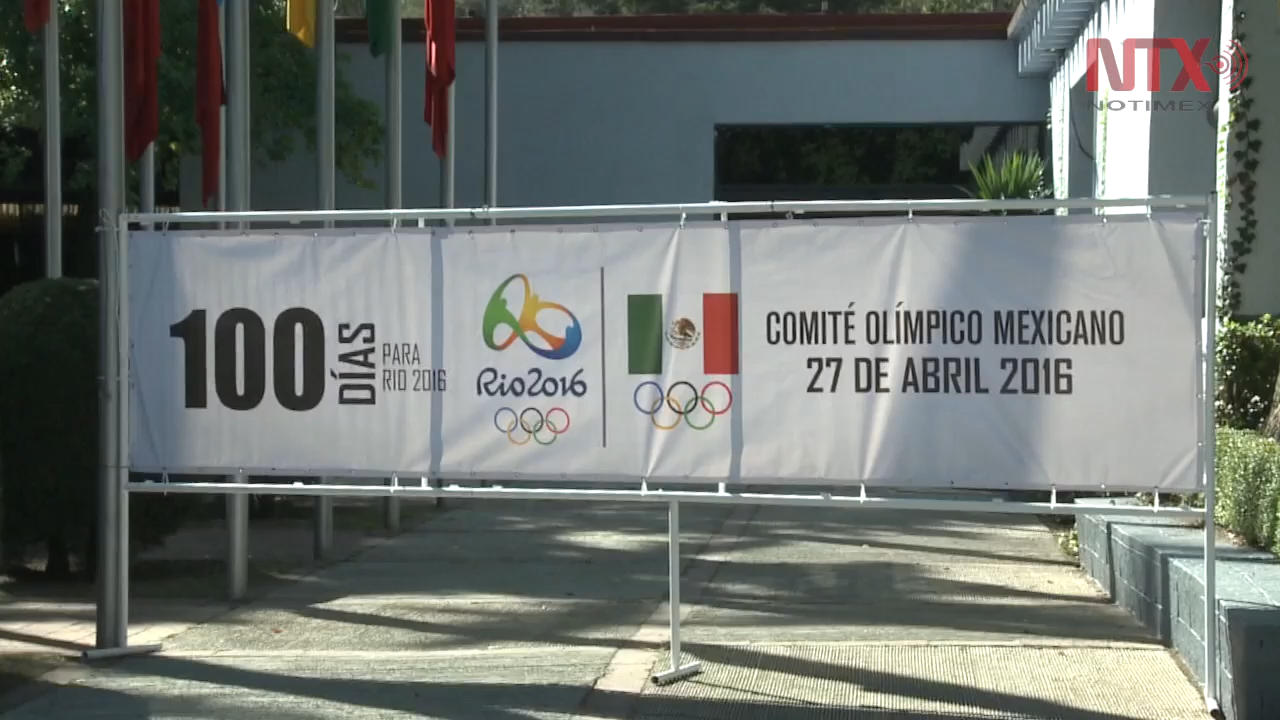 NTX
NOTIMEX
100
DÍAS
PARA
RIO 2016
Rio2016
COMITÉ OLÍMPICO MEXICANO
27 DE ABRIL 2016